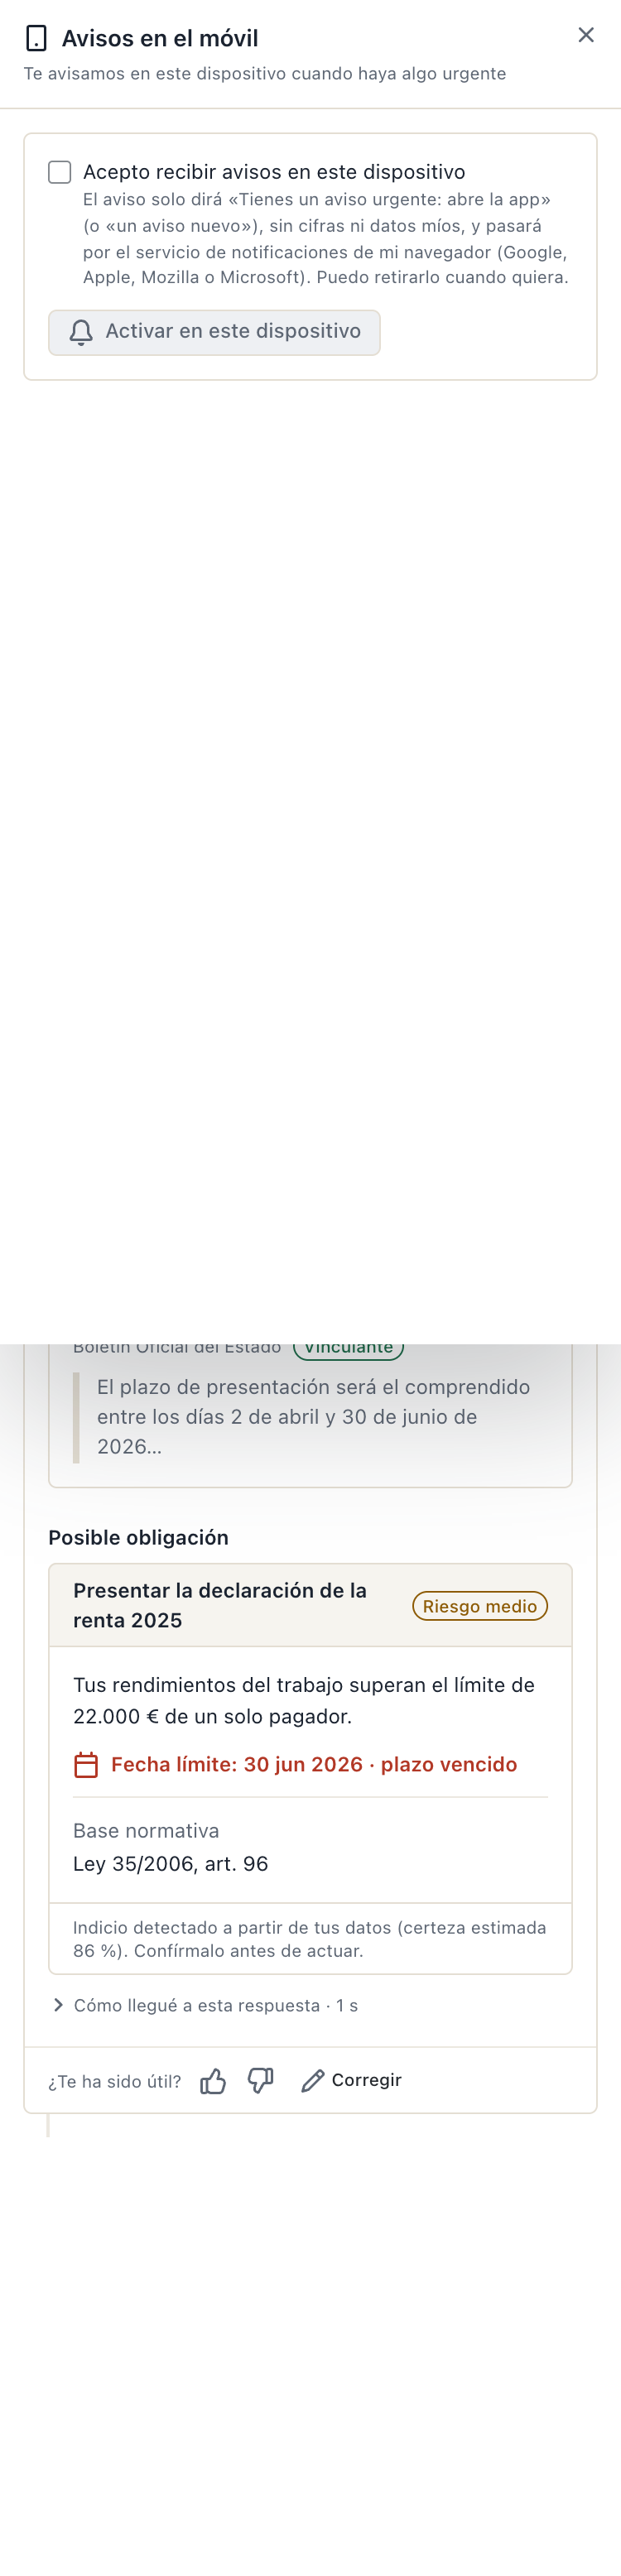 Avisos en el móvil
Te avisamos en este dispositivo cuando haya algo urgente
Acepto recibir avisos en este dispositivo
El aviso solo dirá «Tienes un aviso urgente: abre la app»
(o «un aviso nuevo»), sin cifras ni datos míos, y pasará
por el servicio de notificaciones de mi navegador (Google,
Apple, Mozilla o Microsoft). Puedo retirarlo cuando quiera.
Activar en este dispositivo
Boletín Oficial del Estado Vinculante
El plazo de presentación será el comprendido
entre los días 2 de abril y 30 de junio de
2026...
Posible obligación
Presentar la declaración de la
renta 2025
Riesgo medio
Tus rendimientos del trabajo superan el límite de
22.000 € de un solo pagador.
Fecha límite: 30 jun 2026 · plazo vencido
Base normativa
Ley 35/2006, art. 96
Indicio detectado a partir de tus datos (certeza estimada
86 %). Confírmalo antes de actuar.
Cómo llegué a esta respuesta · 1 s
¿Te ha sido útil?
Corregir